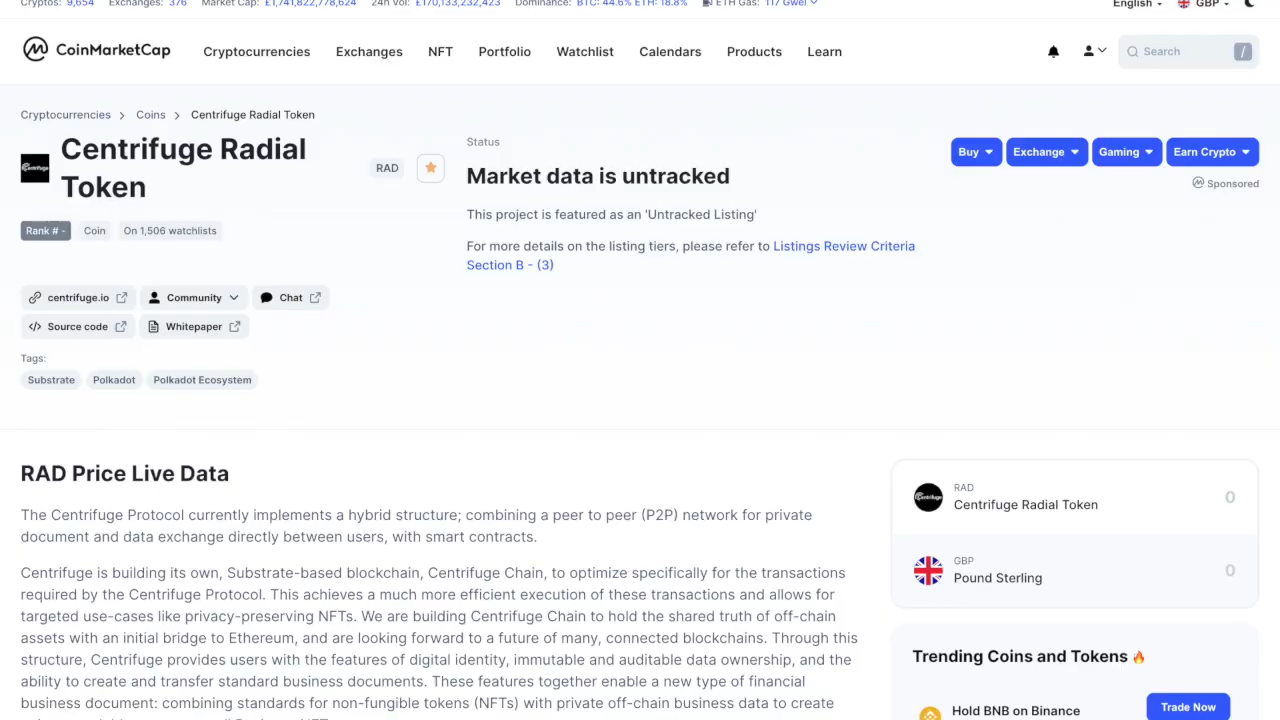 Cryptos: 9,654 Exchanges: 376 Market Cap: £1,741,822,778,624 24h Vol: £170,133,232,423 Dominance: BTC: 44.6% ETH: 18.8% ETH Gas: 117 Gwei English GBP
CoinMarketCap Cryptocurrencies Exchanges NFT Portfolio Watchlist Calendars Products Learn Search /
Cryptocurrencies Coins Centrifuge Radial Token
Centrifuge Radial
Token
RAD
Rank # - Coin On 1,506 watchlists
centrifuge.io Community Chat
Source code Whitepaper
Tags:
Substrate Polkadot Polkadot Ecosystem
Status
Market data is untracked
This project is featured as an 'Untracked Listing'
For more details on the listing tiers, please refer to Listings Review Criteria
Section B - (3)
Buy Exchange Gaming Earn Crypto
Sponsored
RAD Price Live Data
The Centrifuge Protocol currently implements a hybrid structure; combining a peer to peer (P2P) network for private
document and data exchange directly between users, with smart contracts.
Centrifuge is building its own, Substrate-based blockchain, Centrifuge Chain, to optimize specifically for the transactions
required by the Centrifuge Protocol. This achieves a much more efficient execution of these transactions and allows for
targeted use-cases like privacy-preserving NFTs. We are building Centrifuge Chain to hold the shared truth of off-chain
assets with an initial bridge to Ethereum, and are looking forward to a future of many, connected blockchains. Through this
structure, Centrifuge provides users with the features of digital identity, immutable and auditable data ownership, and the
ability to create and transfer standard business documents. These features together enable a new type of financial
business document: combining standards for non-fungible tokens (NFTs) with private off-chain business data to create
RAD
Centrifuge Radial Token 0
GBP
Pound Sterling 0
Trending Coins and Tokens 🔥
Hold BNB on Binance Trade Now